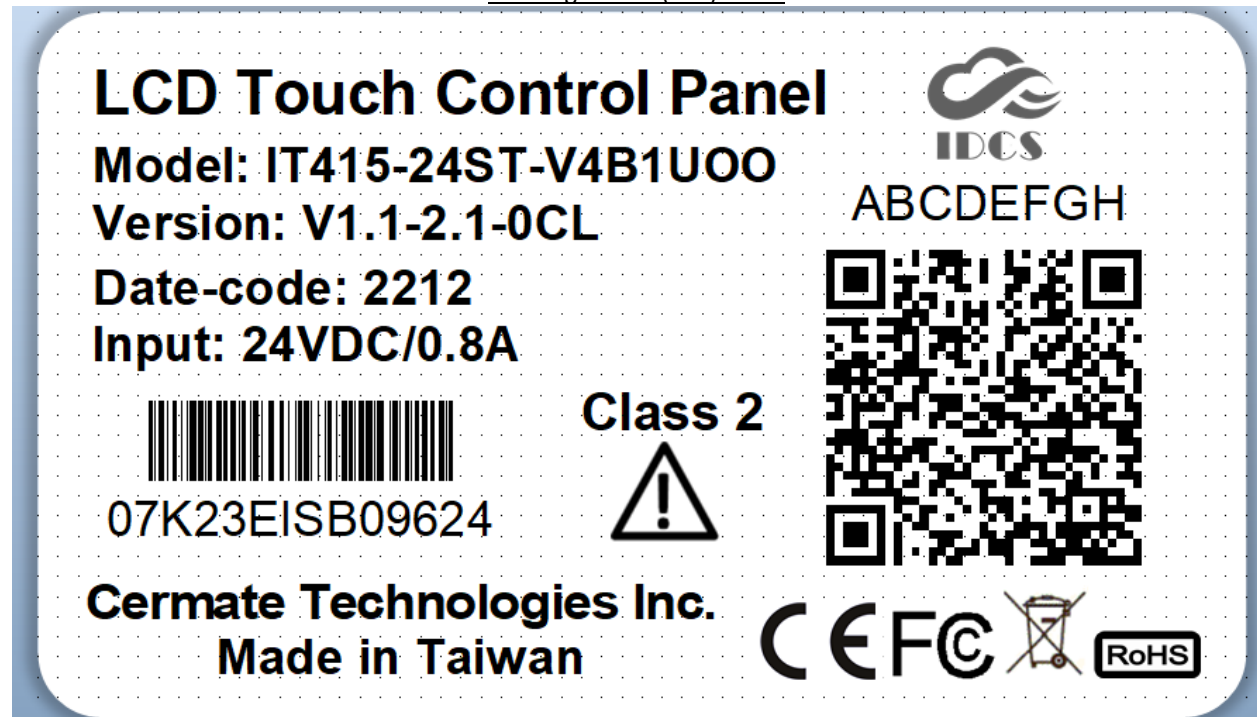 LCD Touch Control Panel
IDCS
Model: IT415-24ST-V4B1UOO
ABCDEFGH
Version: V1.1-2.1-0CL
Date-code: 2212
Input: 24VDC/0.8A
Class 2
07K23EISB09624
Cermate Technologies Inc.
Made in Taiwan
CE FC RoHS